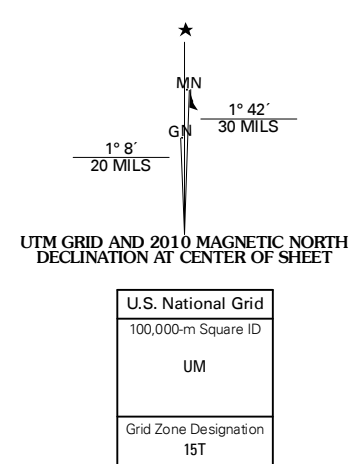 ★
MN
1° 42´
30 MILS
GN
1° 8´
20 MILS
UTM GRID AND 2010 MAGNETIC NORTH
DECLINATION AT CENTER OF SHEET
U.S. National Grid
100,000-m Square ID
UM
Grid Zone Designation
15T